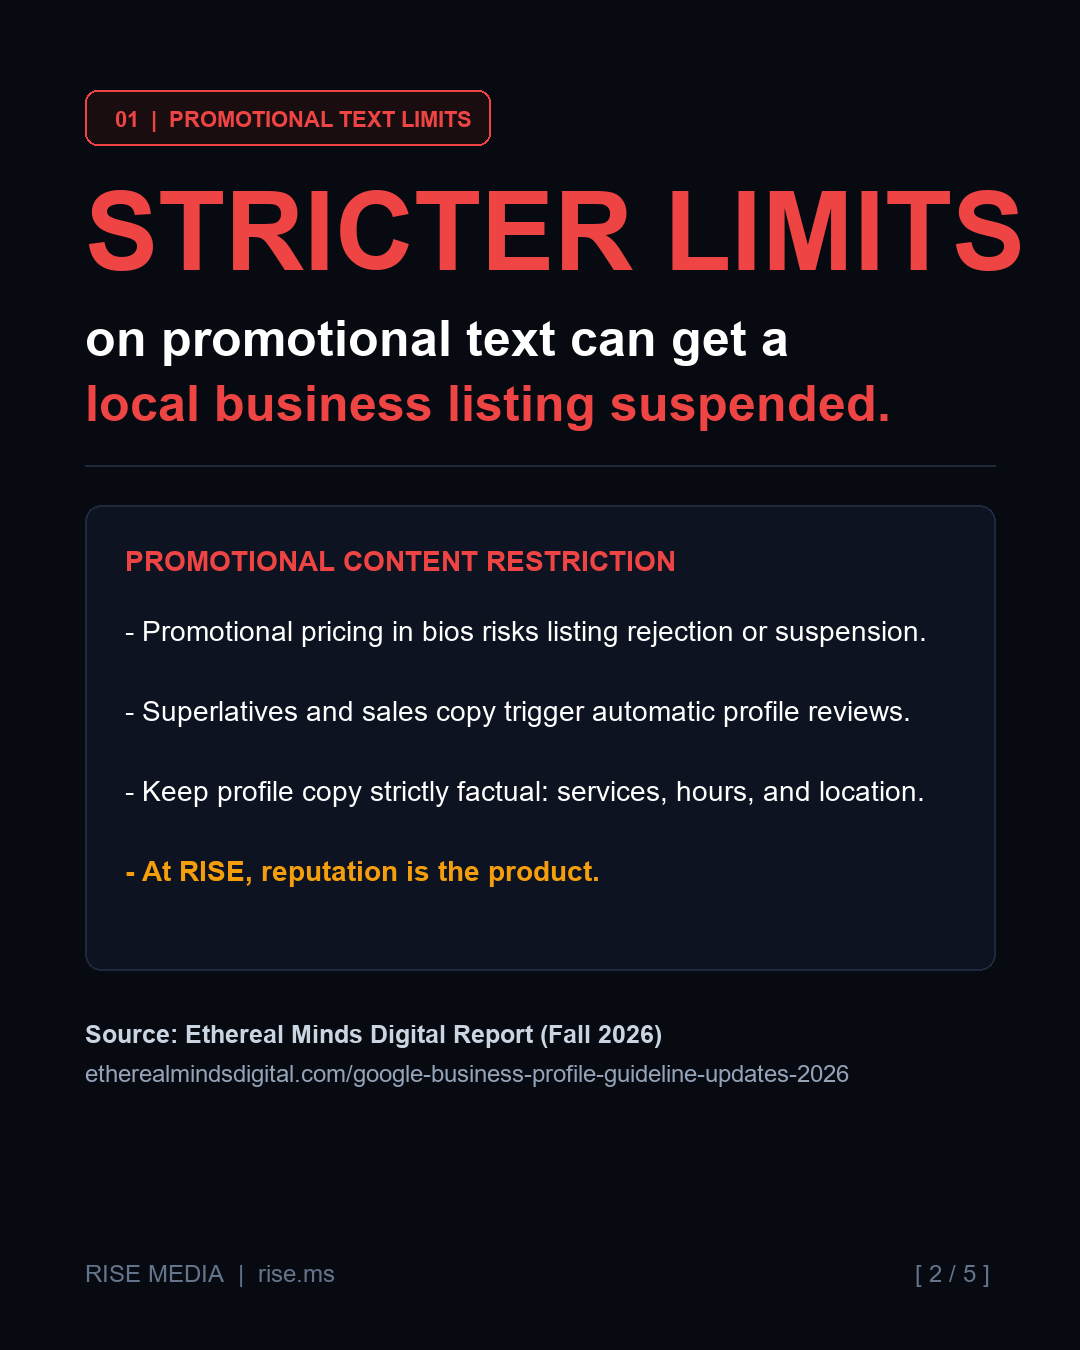 01 | PROMOTIONAL TEXT LIMITS
STRICTER LIMITS
on promotional text can get a
local business listing suspended.
PROMOTIONAL CONTENT RESTRICTION
- Promotional pricing in bios risks listing rejection or suspension.
- Superlatives and sales copy trigger automatic profile reviews.
- Keep profile copy strictly factual: services, hours, and location.
- At RISE, reputation is the product.
Source: Ethereal Minds Digital Report (Fall 2026)
etherealmindsdigital.com/google-business-profile-guideline-updates-2026
RISE MEDIA | rise.ms
[ 2 / 5 ]